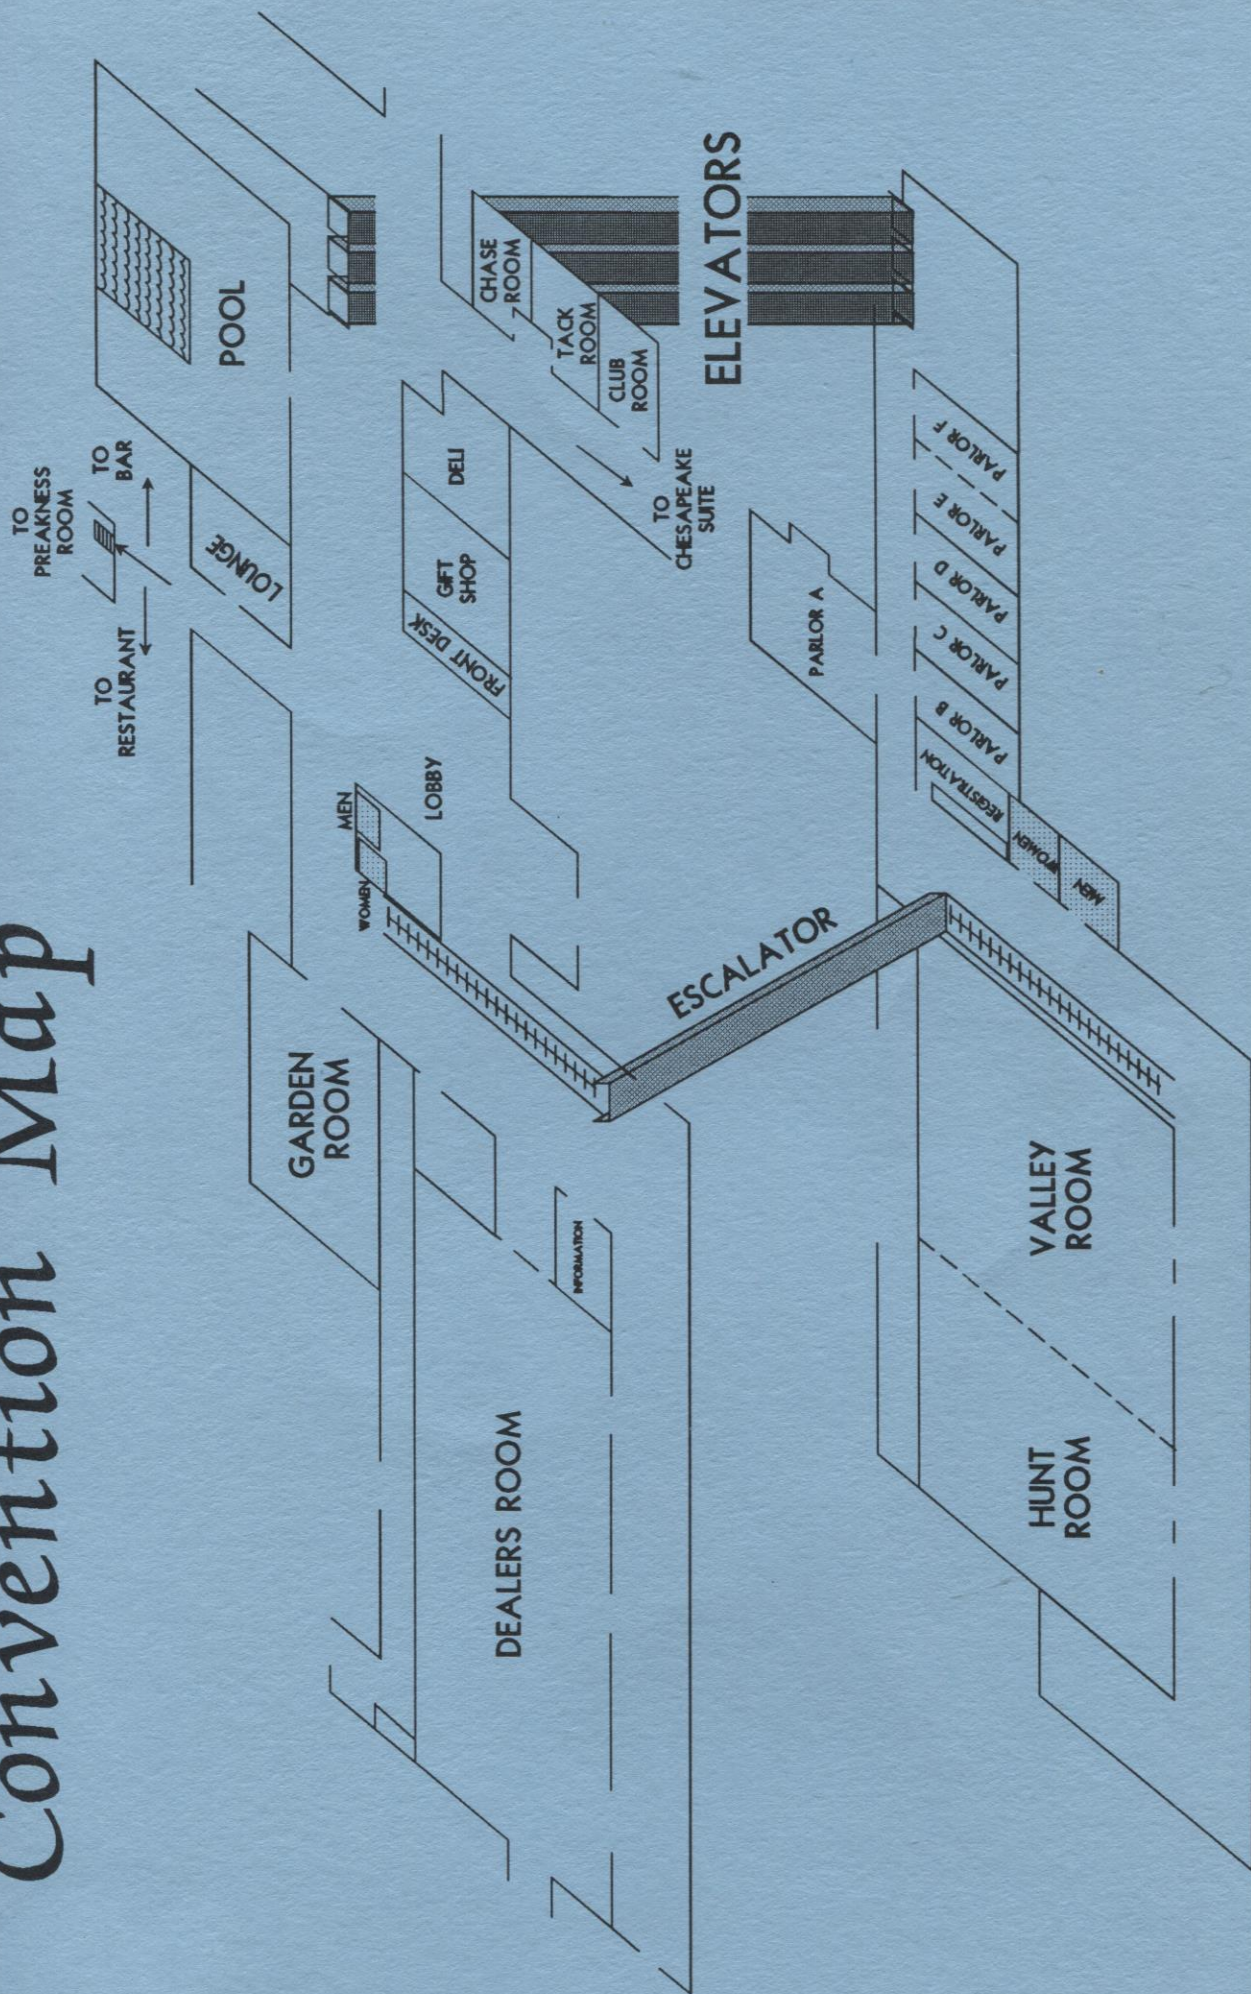 Convention Map
TO
PREAKNESS
ROOM
TO
RESTAURANT
TO
BAR
LOUNGE
POOL
GARDEN
ROOM
WOMEN
MEN
LOBBY
FRONT DESK
GIFT
SHOP
DELI
CHASE
ROOM
TACK
ROOM
CLUB
ROOM
TO
CHESAPEAKE
SUITE
DEALERS ROOM
INFORMATION
ESCALATOR
ELEVATORS
PARLOR A
HUNT
ROOM
VALLEY
ROOM
MEN
WOMEN
REGISTRATION
PARLOR B
PARLOR C
PARLOR D
PARLOR E
PARLOR F